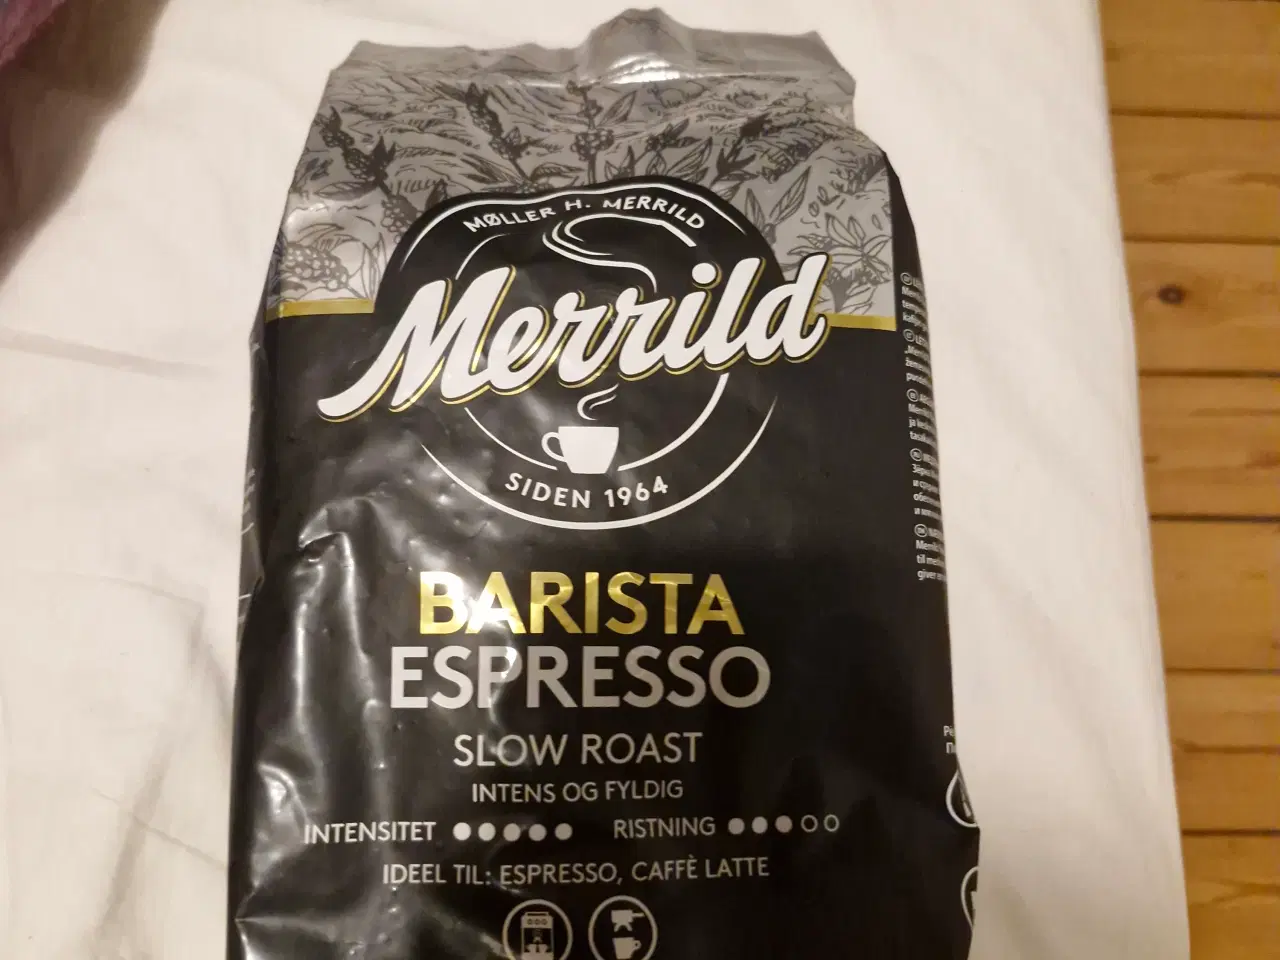 MØLLER H. MERRILD
Merrild
SIDEN 1964
BARISTA
ESPRESSO
SLOW ROAST
INTENS OG FYLDIG
INTENSITET RISTNING
IDEEL TIL: ESPRESSO, CAFFÈ LATTE